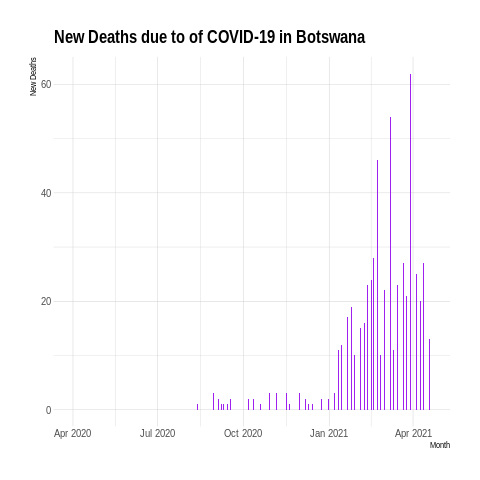 New Deaths due to of COVID-19 in Botswana
New Deaths
60
40
20
0
Apr 2020 Jul 2020 Oct 2020 Jan 2021 Apr 2021
Month